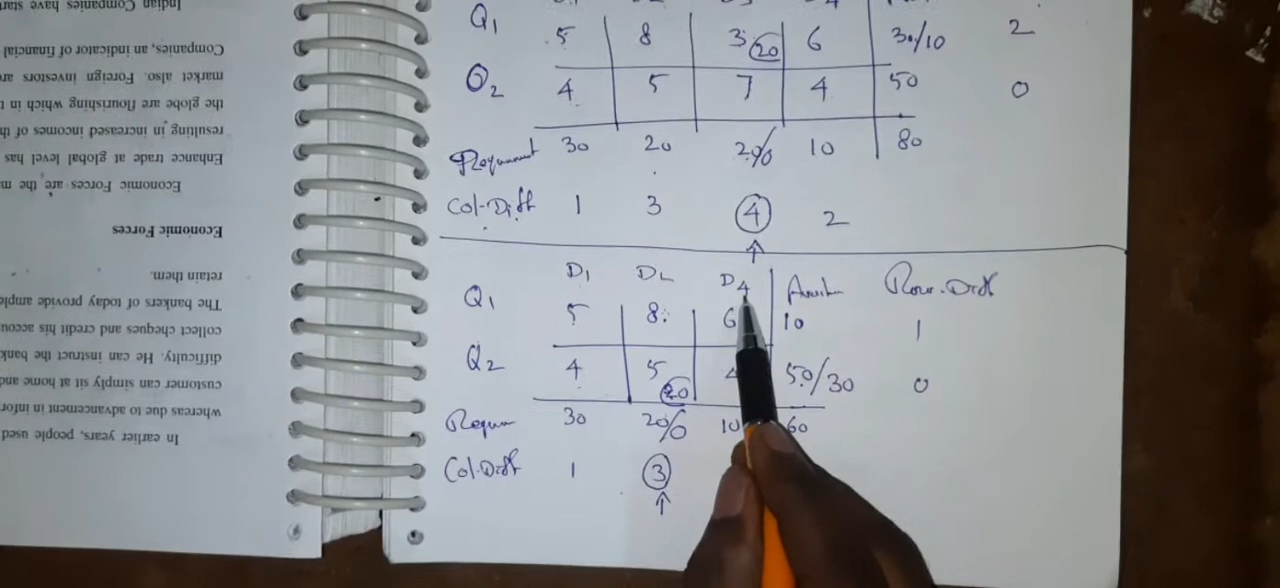 Q1 5 8 3 20 6 30/10 2
Q2 4 5 7 4 50 0
30 20 20/0 10 80
Col-Diff 1 3 4 2
D1 D2 D4 Row-Diff
Q1 5 8 6 10 1
Q2 4 5 20 50/30 0
Requn 30 20/0 10 60
Col-Diff 1 3
Indian Companies have start
Companies, an indicator of financial
market also. Foreign investors are
the globe are flourishing which in t
resulting in increased incomes of th
Enhance trade at global level has
Economic Forces are the m
Economic Forces
retain them.
The bankers of today provide ample
collect cheques and credit his accou
difficulty. He can instruct the bank
customer can simply sit at home and
whereas due to advancement in infor
In earlier years, people used